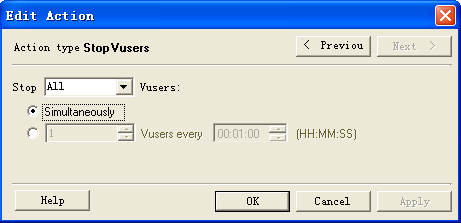 Edit Action
Action type Stop Vusers
< Previou
Next >
Stop All Vusers:
Simultaneously
1 Vusers every 00:01:00 (HH:MM:SS)
Help
OK
Cancel
Apply